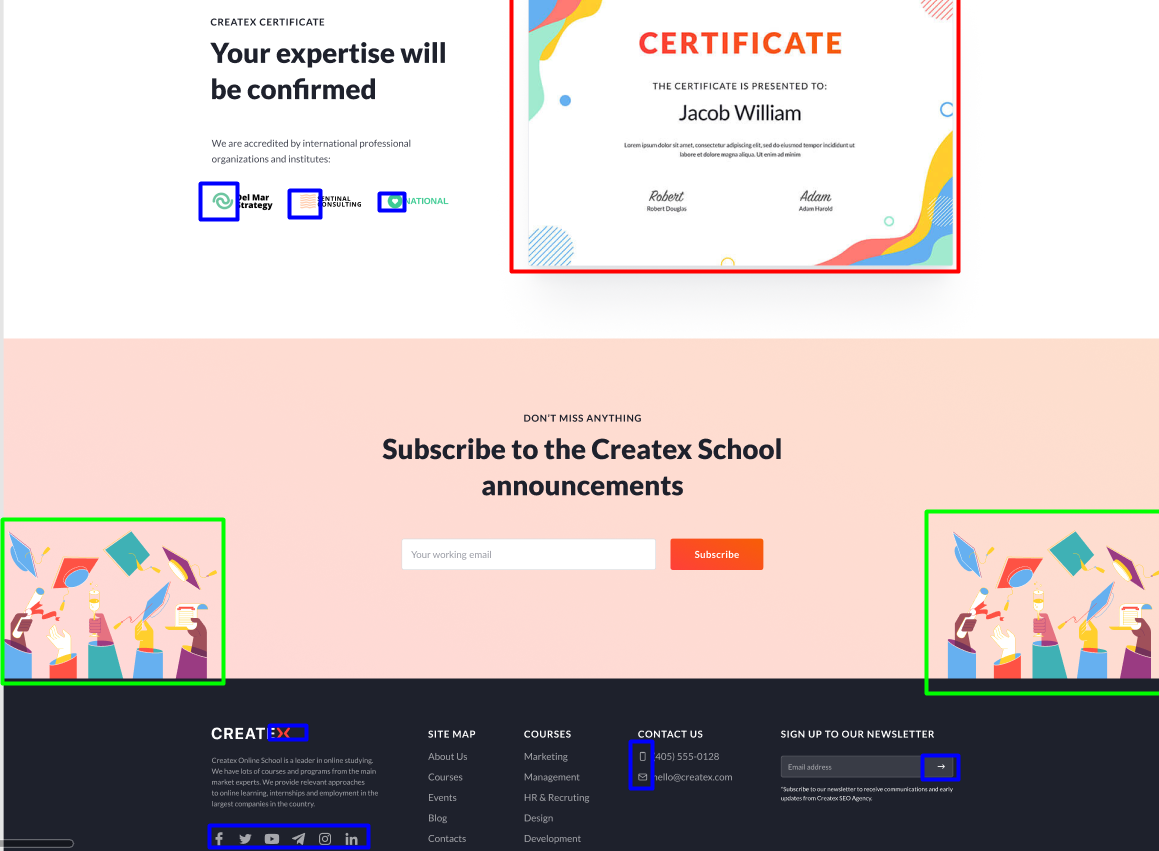 CREATEX CERTIFICATE
Your expertise will
be confirmed
We are accredited by international professional
organizations and institutes:
Del Mar
Strategy
SENTINAL
CONSULTING
NATIONAL
CERTIFICATE
THE CERTIFICATE IS PRESENTED TO:
Jacob William
Lorem ipsum dolor sit amet, consectetur adipiscing elit, sed do eiusmod tempor incididunt ut
labore et dolore magna aliqua. Ut enim ad minim
Robert
Robert Douglas
Adam
Adam Harold
DON'T MISS ANYTHING
Subscribe to the Createx School
announcements
Your working email
Subscribe
CREATEX
Createx Online School is a leader in online studying.
We have lots of courses and programs from the main
market experts. We provide relevant approaches
to online learning, internships and employment in the
largest companies in the country.
SITE MAP
About Us
Courses
Events
Blog
Contacts
COURSES
Marketing
Management
HR & Recruting
Design
Development
CONTACT US
(405) 555-0128
hello@createx.com
SIGN UP TO OUR NEWSLETTER
Email address
*Subscribe to our newsletter to receive communications and early
updates from Createx SEO Agency.